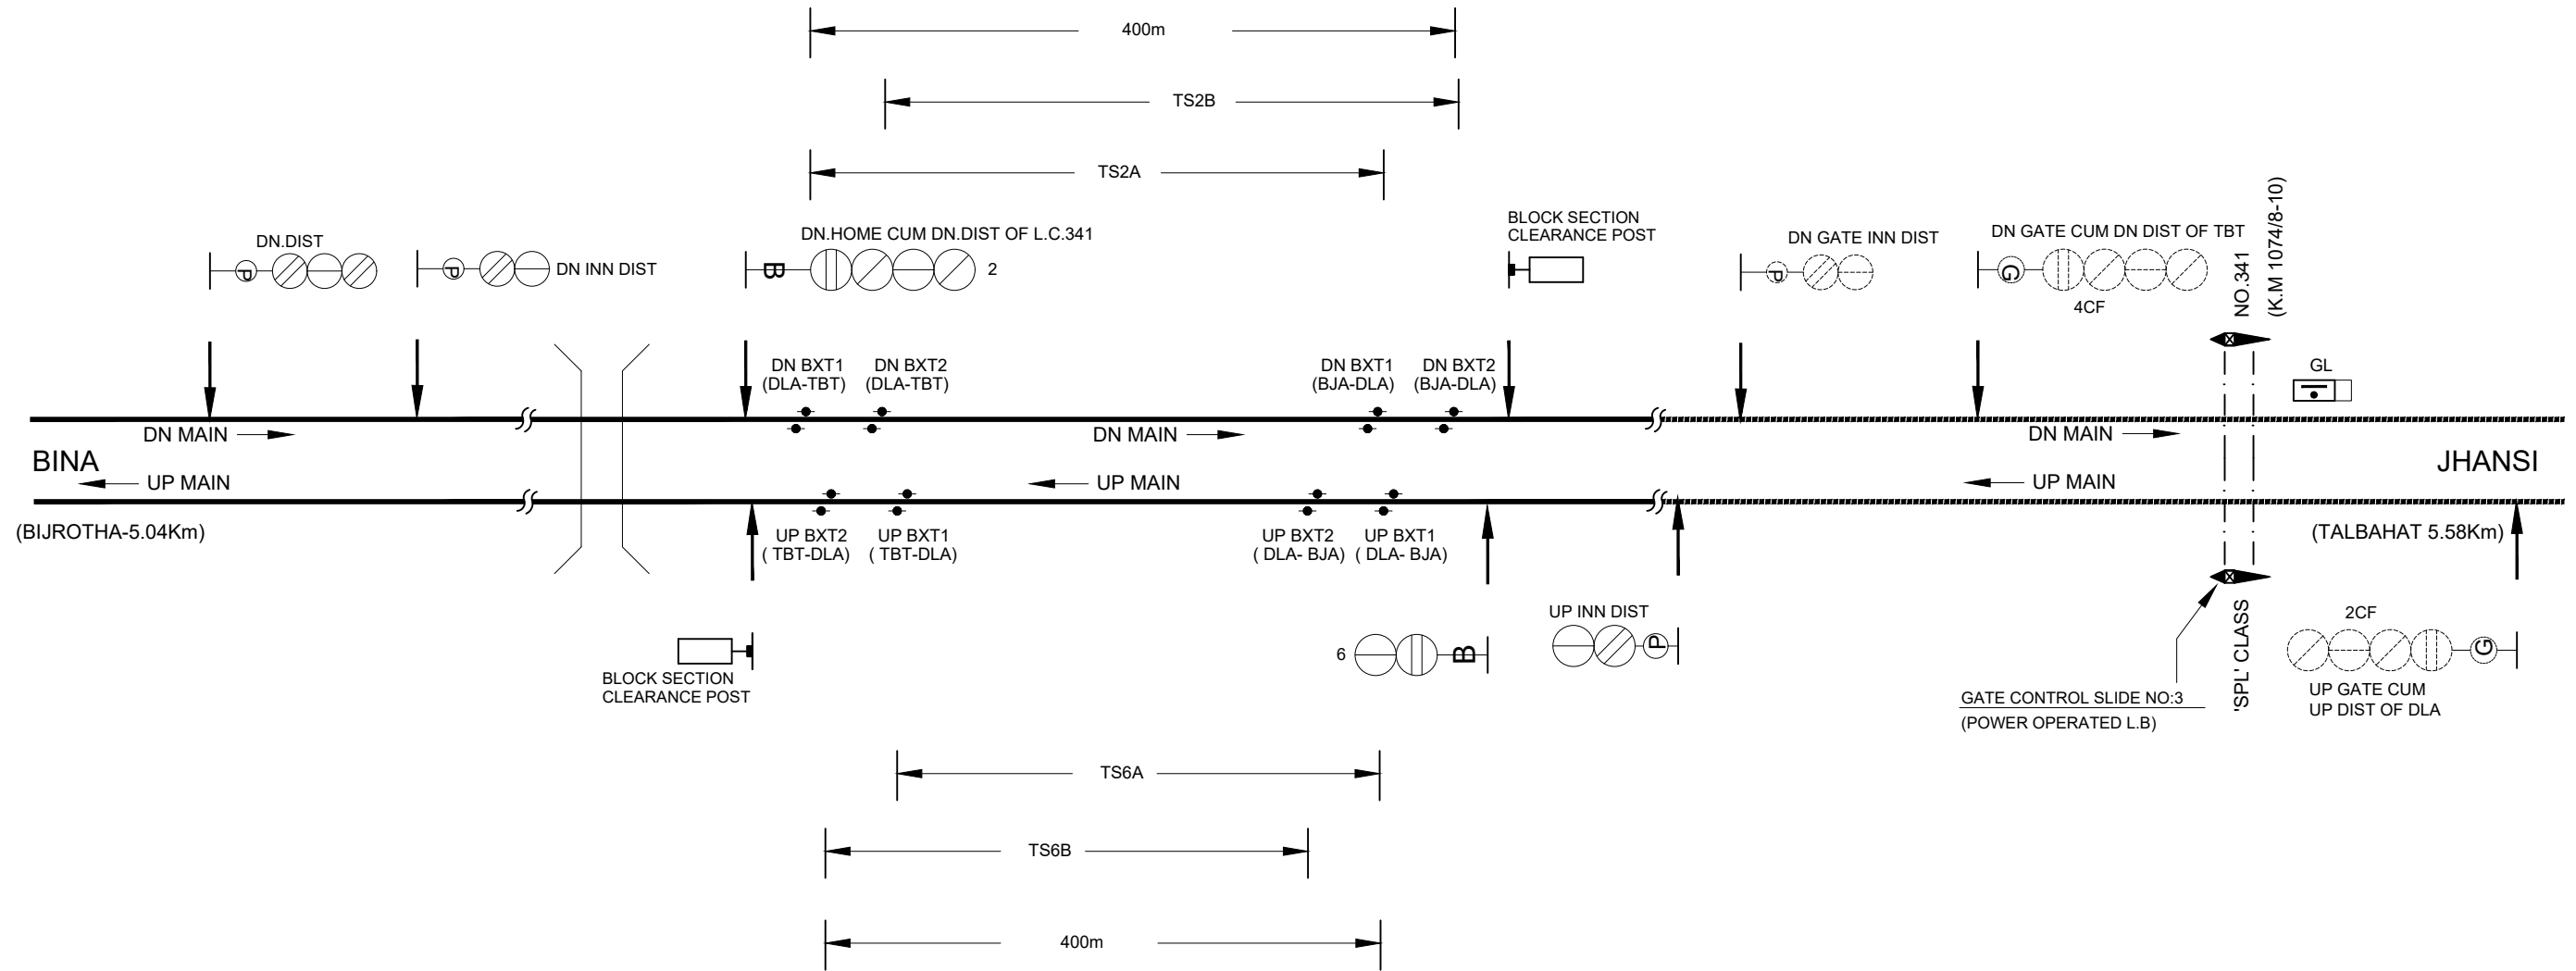 400m
TS2B
TS2A
DN.DIST
P
P
DN INN DIST
DN.HOME CUM DN.DIST OF L.C.341
B
2
BLOCK SECTION
CLEARANCE POST
DN GATE INN DIST
P
DN GATE CUM DN DIST OF TBT
G
4CF
NO.341
(K.M 1074/8-10)
GL
DN BXT1
(DLA-TBT)
DN BXT2
(DLA-TBT)
DN BXT1
(BJA-DLA)
DN BXT2
(BJA-DLA)
DN MAIN
DN MAIN
DN MAIN
BINA
JHANSI
UP MAIN
UP MAIN
UP MAIN
(BIJROTHA-5.04Km)
(TALBAHAT 5.58Km)
UP BXT2
( TBT-DLA)
UP BXT1
( TBT-DLA)
UP BXT2
( DLA- BJA)
UP BXT1
( DLA- BJA)
BLOCK SECTION
CLEARANCE POST
6
B
UP INN DIST
P
GATE CONTROL SLIDE NO:3
(POWER OPERATED L.B)
'SPL' CLASS
2CF
G
UP GATE CUM
UP DIST OF DLA
TS6A
TS6B
400m